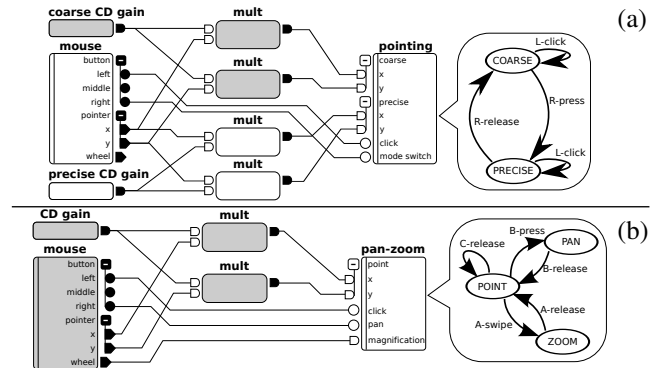 coarse CD gain
mult
(a)
mouse
pointing
button
left
middle
right
pointer
x
y
wheel
mult
mult
mult
precise CD gain
coarse
x
y
precise
x
y
click
mode switch
COARSE
L-click
R-press
R-release
PRECISE
L-click
CD gain
mult
(b)
mouse
pan-zoom
button
left
middle
right
pointer
x
y
wheel
mult
point
x
y
click
pan
magnification
B-press
C-release
PAN
B-release
POINT
A-release
A-swipe
ZOOM